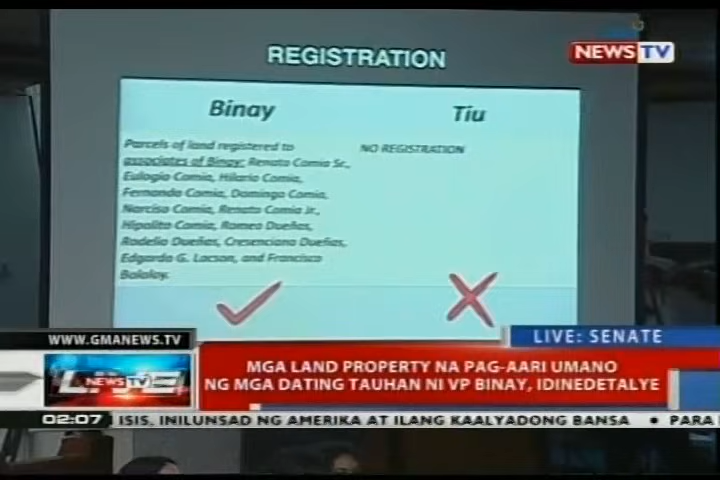 REGISTRATION
NEWSTV
Binay
Parcels of land registered to
associates of Binay: Renato Comia Sr.,
Eulogio Comia, Hilario Comia,
Fernando Comia, Domingo Comia,
Narciso Comia, Renato Comia Jr.,
Hipolito Comia, Romeo Dueñas,
Rodelio Dueñas, Cresenciano Dueñas,
Edgardo G. Lacson, and Francisco
Tiu
NO REGISTRATION
WWW.GMANEWS.TV
LIVE: SENATE
NEWSTV
MGA LAND PROPERTY NA PAG-AARI UMANO
NG MGA DATING TAUHAN NI VP BINAY, IDINEDETALYE
02:07 ISIS, INILUNSAD NG AMERIKA AT ILANG KAALYADONG BANSA • PARA